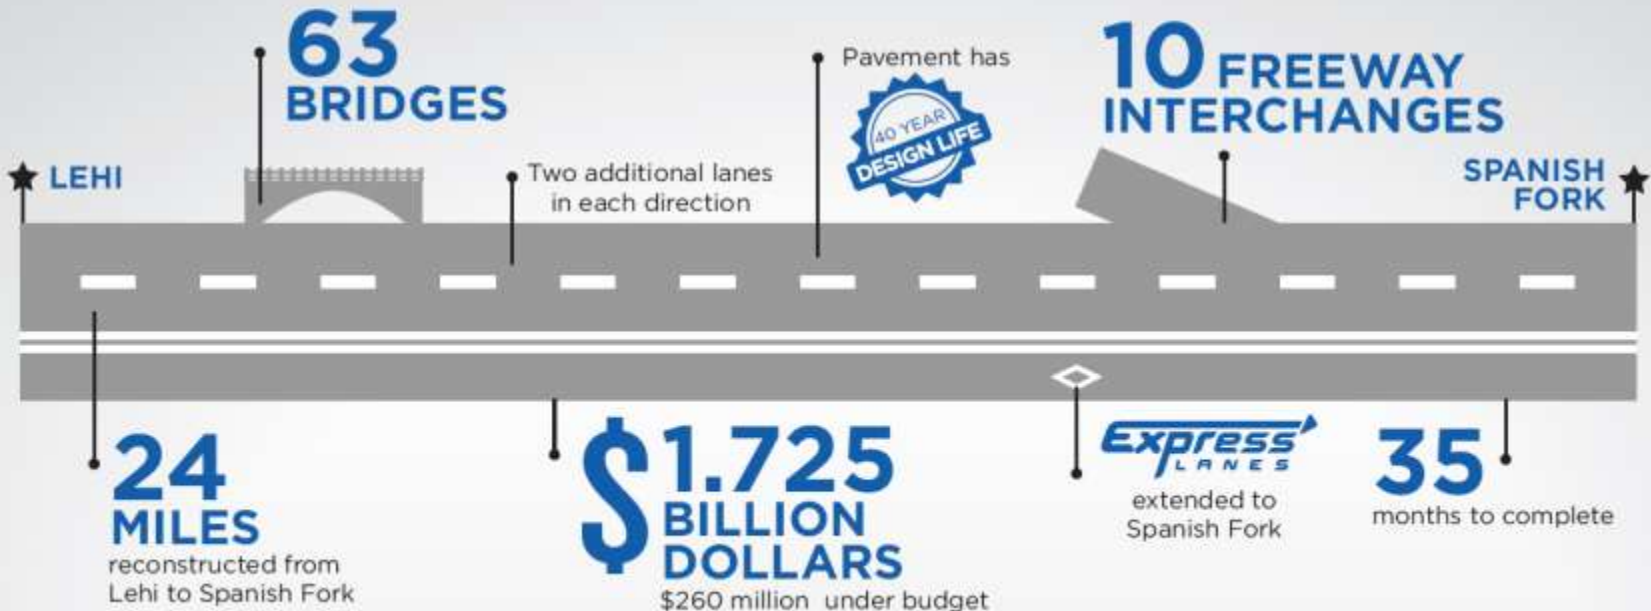 63
BRIDGES
Pavement has
40 YEAR
DESIGN LIFE
10 FREEWAY
INTERCHANGES
LEHI
Two additional lanes
in each direction
SPANISH
FORK
24
MILES
reconstructed from
Lehi to Spanish Fork
$1.725
BILLION
DOLLARS
$260 million under budget
Express
LANES
extended to
Spanish Fork
35
months to complete